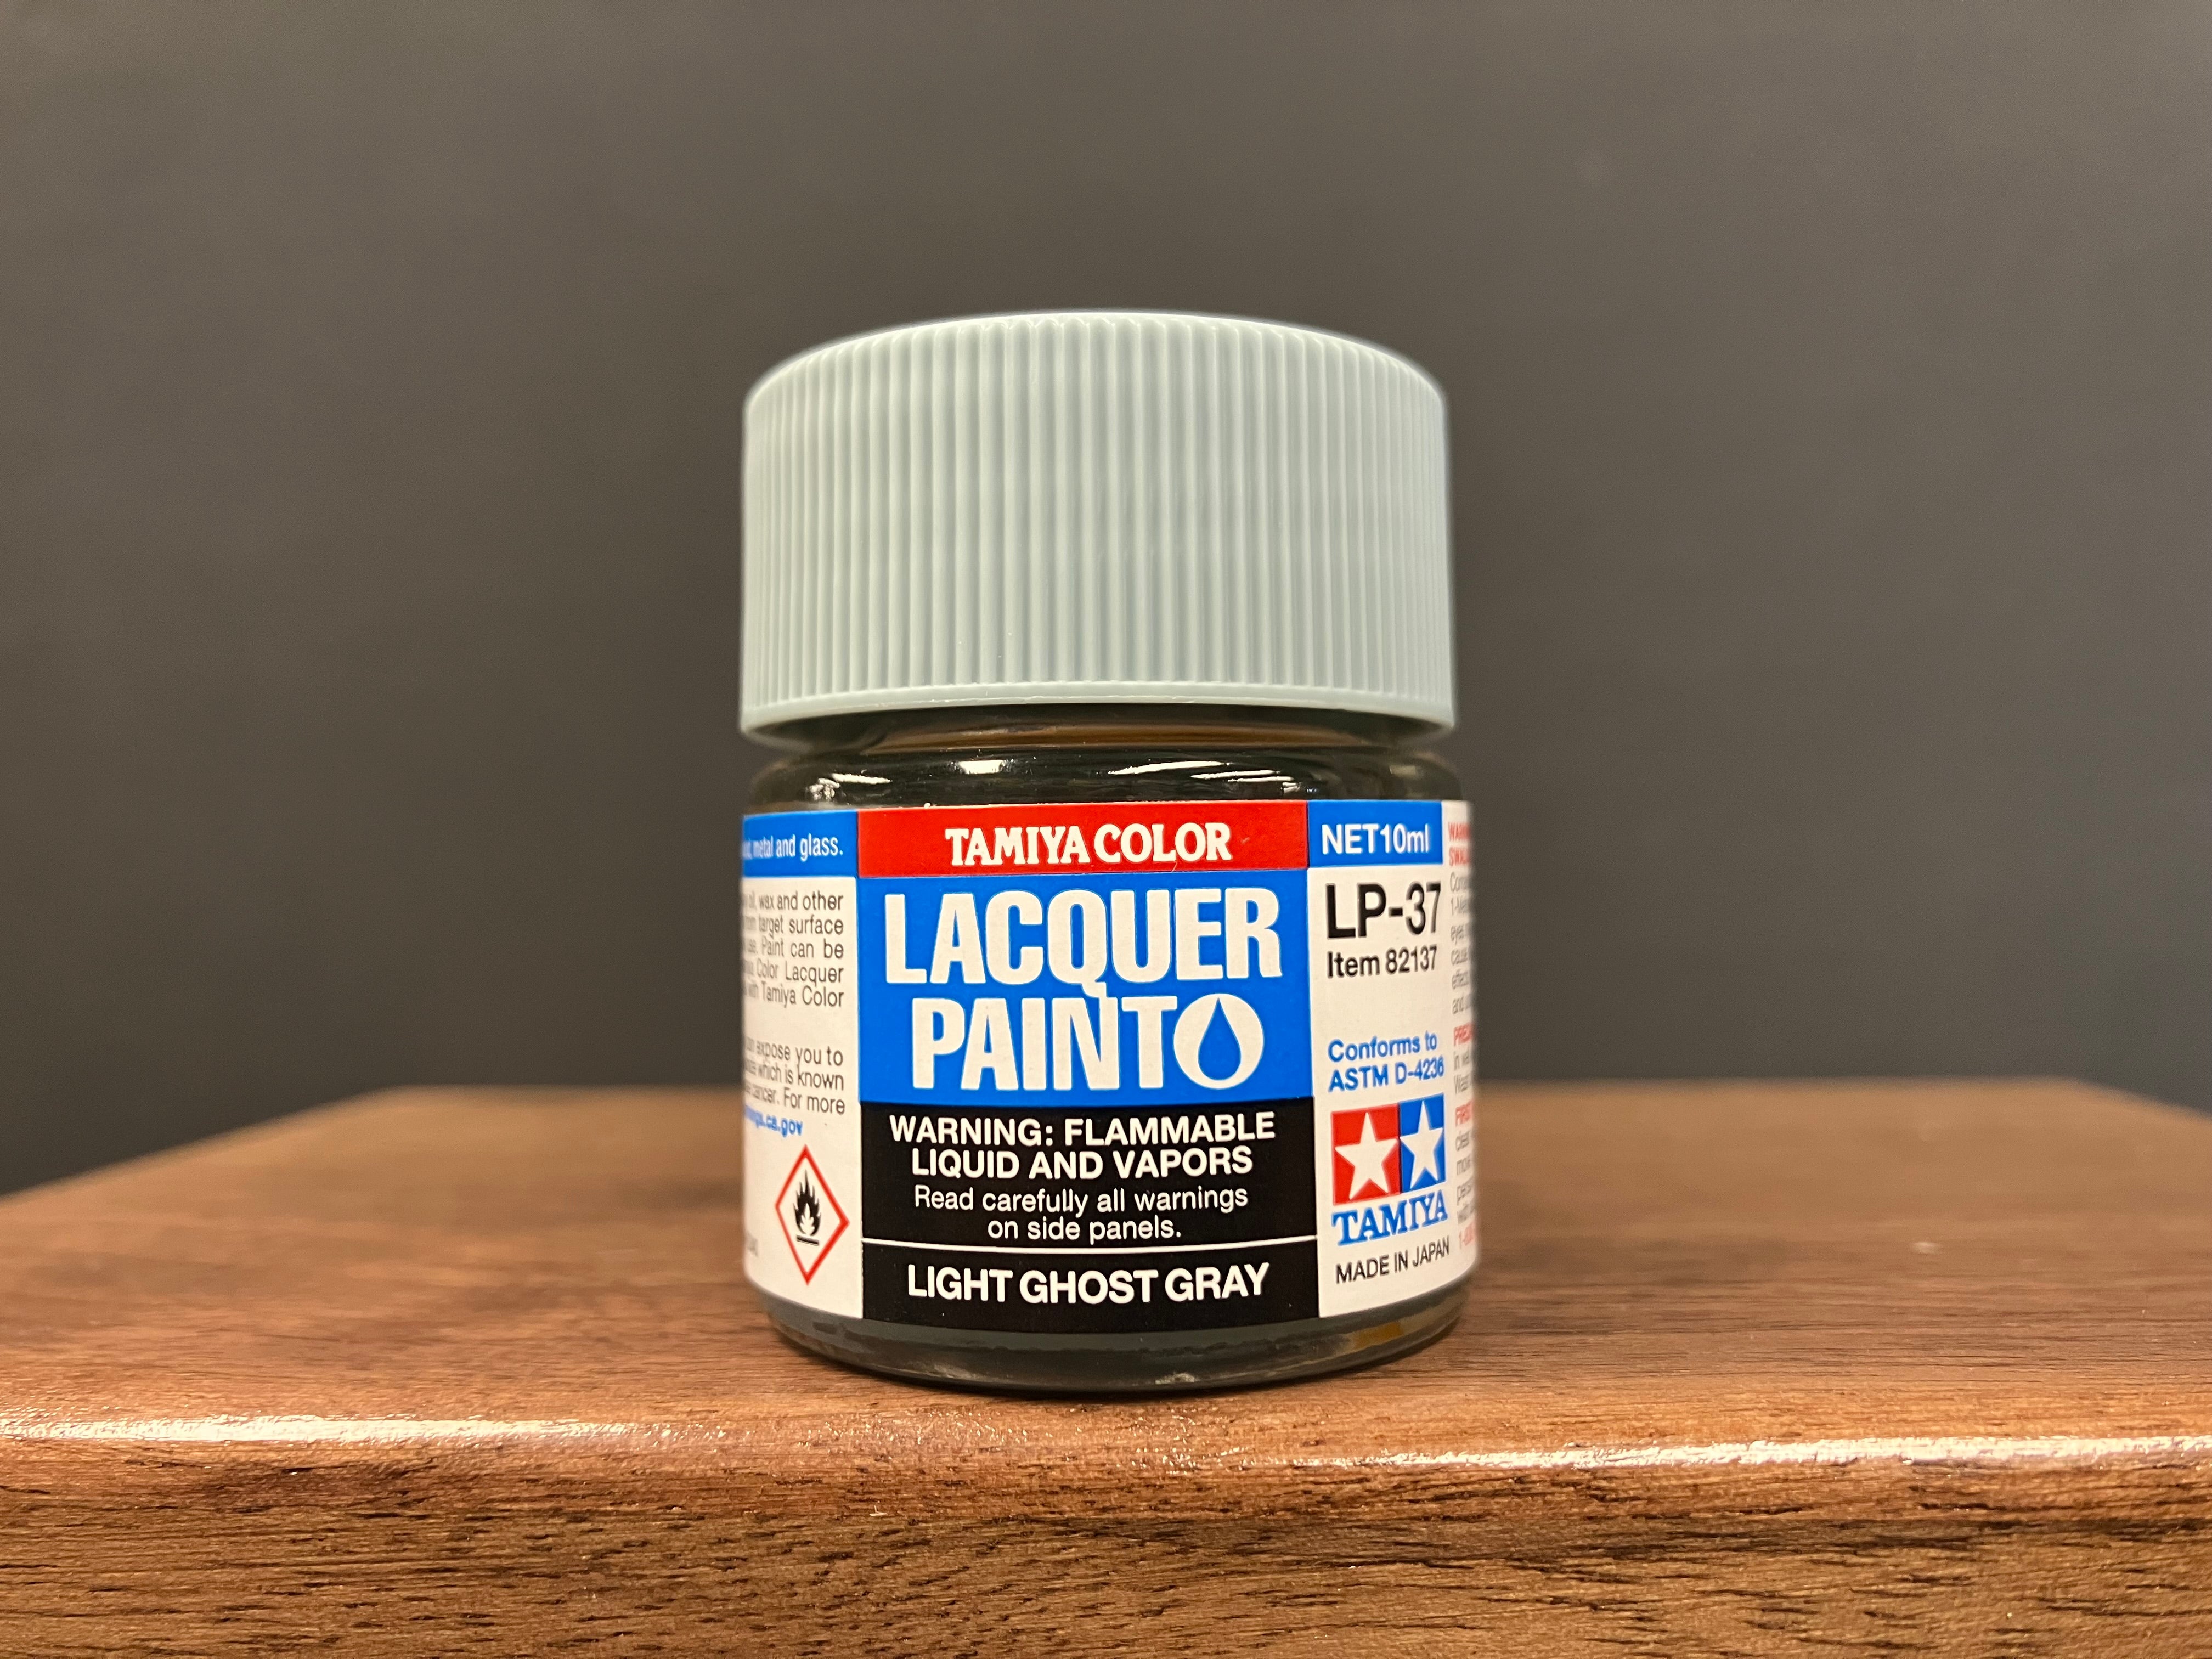 metal and glass.
oil, wax and other
target surface
Paint can be
Color Lacquer
with Tamiya Color
expose you to
which is known
cancer. For more
.ca.gov
TAMIYA COLOR
LACQUER
PAINT
WARNING: FLAMMABLE
LIQUID AND VAPORS
Read carefully all warnings
on side panels.
LIGHT GHOST GRAY
NET10ml
LP-37
Item 82137
Conforms to
ASTM D-4236
TAMIYA
MADE IN JAPAN